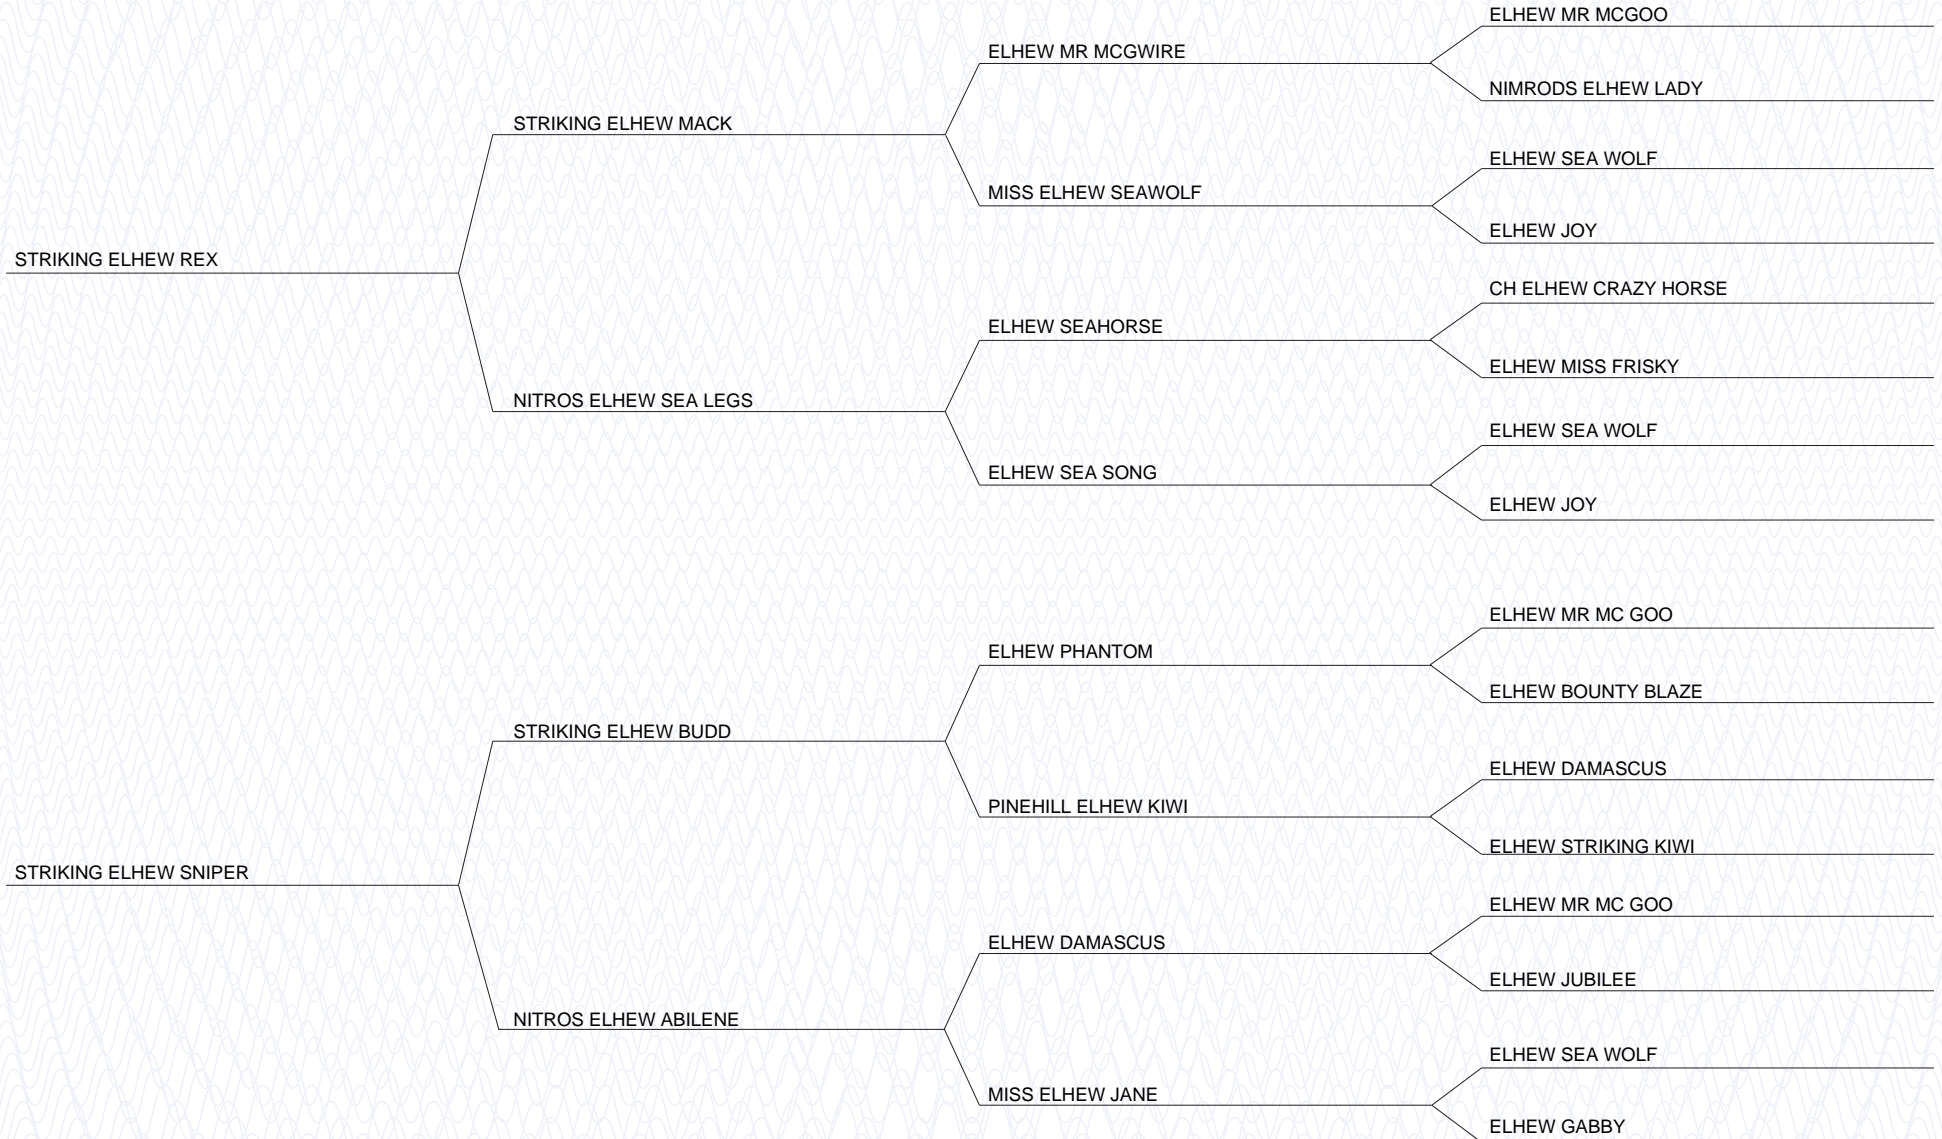 ELHEW MR MCGOO
ELHEW MR MCGWIRE
NIMRODS ELHEW LADY
STRIKING ELHEW MACK
ELHEW SEA WOLF
MISS ELHEW SEAWOLF
ELHEW JOY
STRIKING ELHEW REX
CH ELHEW CRAZY HORSE
ELHEW SEAHORSE
ELHEW MISS FRISKY
NITROS ELHEW SEA LEGS
ELHEW SEA WOLF
ELHEW SEA SONG
ELHEW JOY
ELHEW MR MC GOO
ELHEW PHANTOM
ELHEW BOUNTY BLAZE
STRIKING ELHEW BUDD
ELHEW DAMASCUS
PINEHILL ELHEW KIWI
ELHEW STRIKING KIWI
STRIKING ELHEW SNIPER
ELHEW MR MC GOO
ELHEW DAMASCUS
ELHEW JUBILEE
NITROS ELHEW ABILENE
ELHEW SEA WOLF
MISS ELHEW JANE
ELHEW GABBY